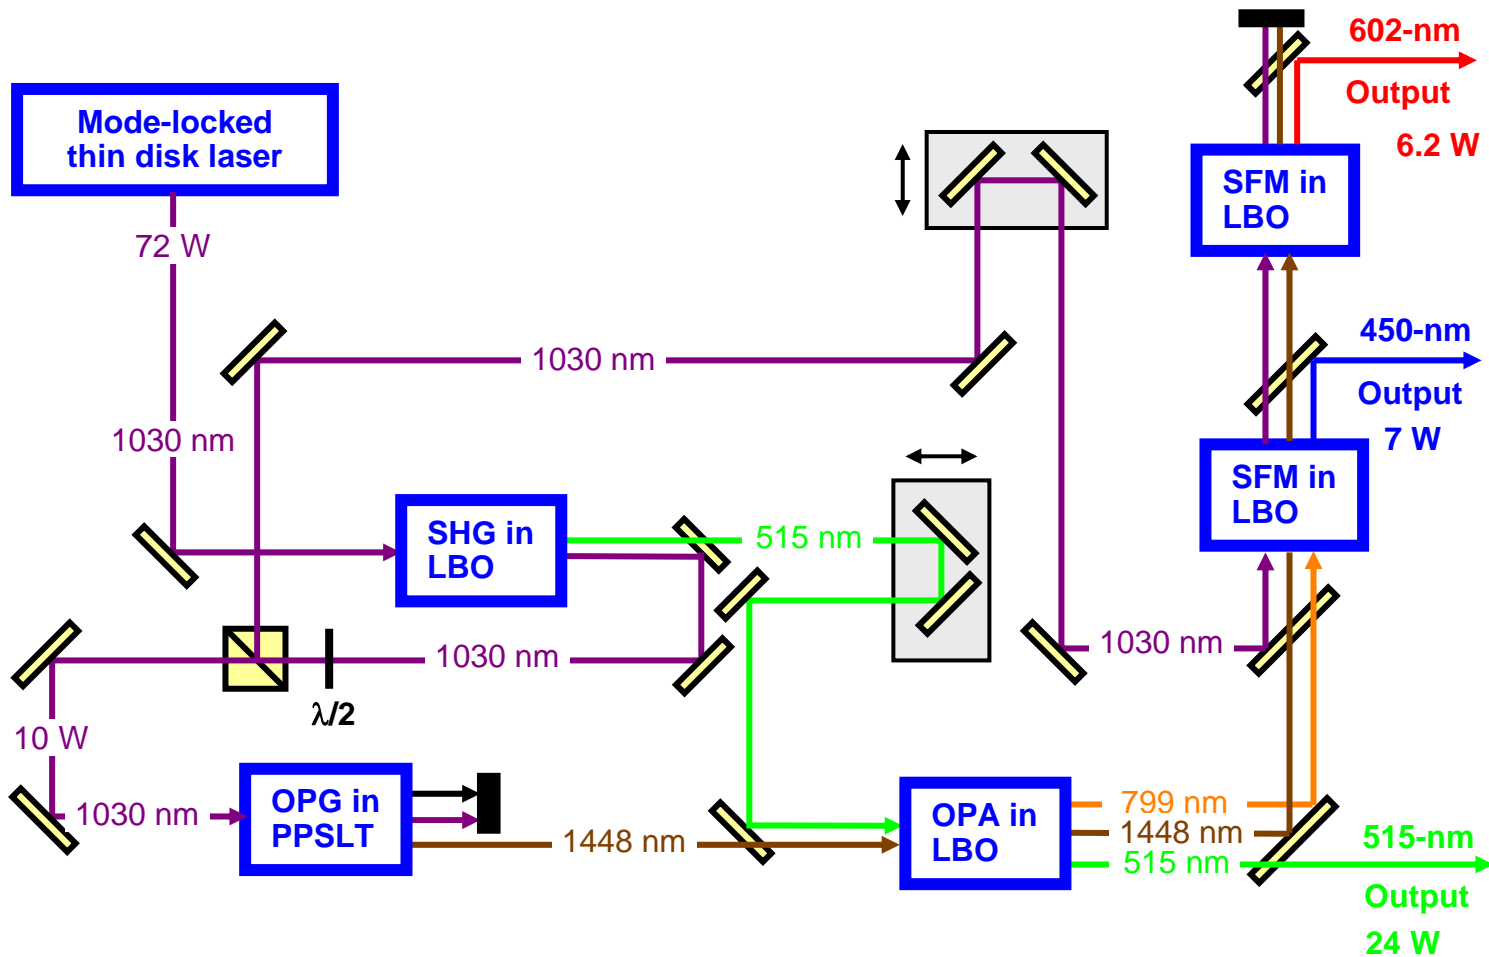 602-nm
Output
6.2 W
Mode-locked
thin disk laser
SFM in
LBO
72 W
450-nm
Output
7 W
1030 nm
1030 nm
SFM in
LBO
SHG in
LBO
515 nm
1030 nm
1030 nm
λ/2
10 W
OPG in
PPSLT
1030 nm
1448 nm
OPA in
LBO
799 nm
1448 nm
515 nm
515-nm
Output
24 W